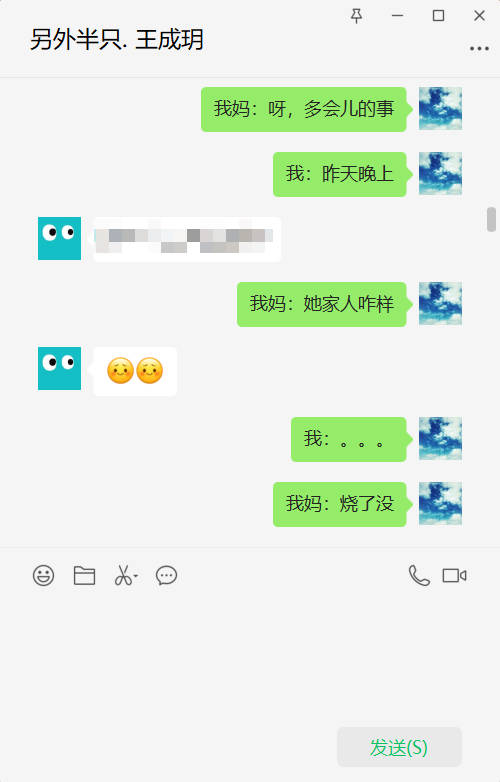 另外半只. 王成玥
我妈：呀，多会儿的事
我：昨天晚上
我妈：她家人咋样
我：。。。
我妈：烧了没
发送(S)